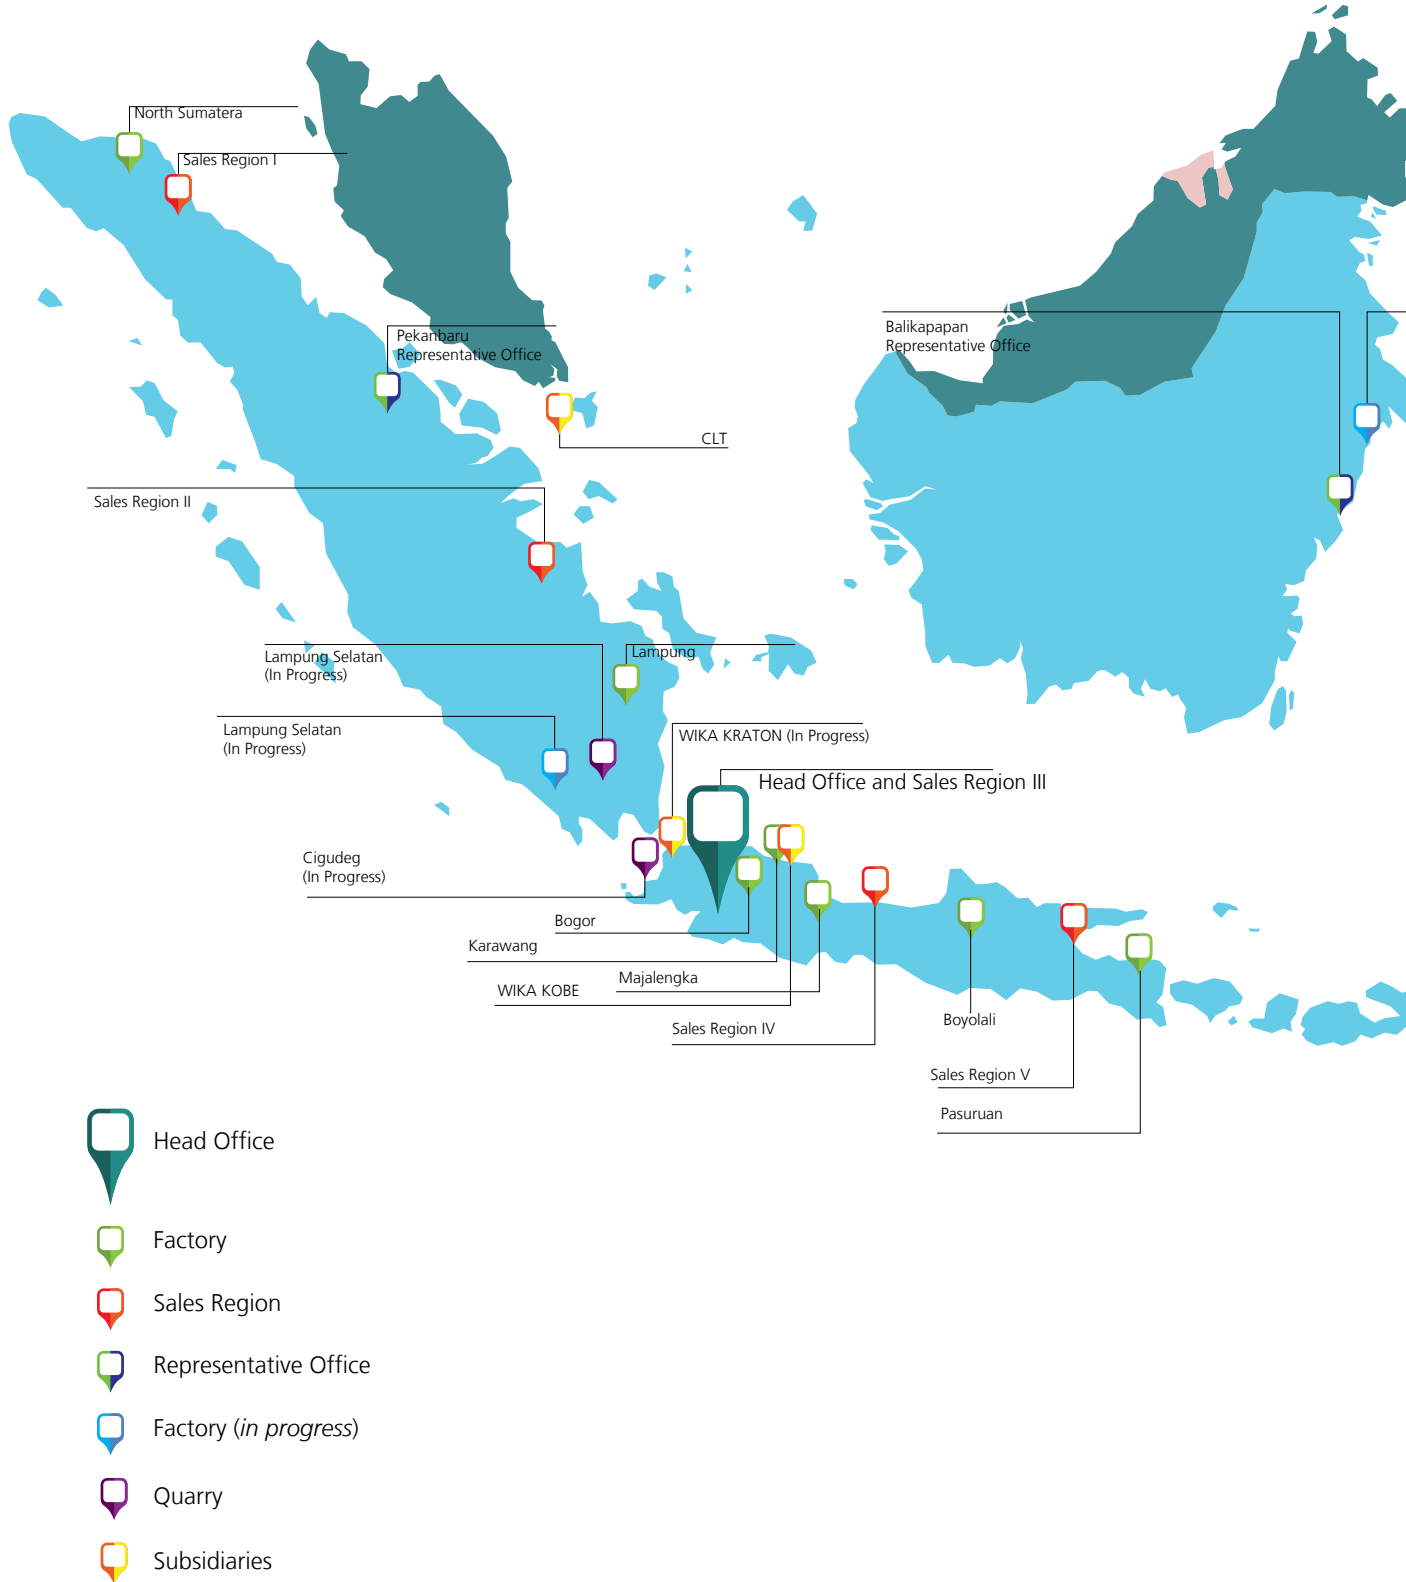 North Sumatera
Sales Region I
Pekanbaru
Representative Office
Balikapapan
Representative Office
CLT
Sales Region II
Lampung Selatan
(In Progress)
Lampung
Lampung Selatan
(In Progress)
WIKA KRATON (In Progress)
Head Office and Sales Region III
Cigudeg
(In Progress)
Bogor
Karawang
Majalengka
WIKA KOBE
Sales Region IV
Boyolali
Sales Region V
Pasuruan
Head Office
Factory
Sales Region
Representative Office
Factory (in progress)
Quarry
Subsidiaries